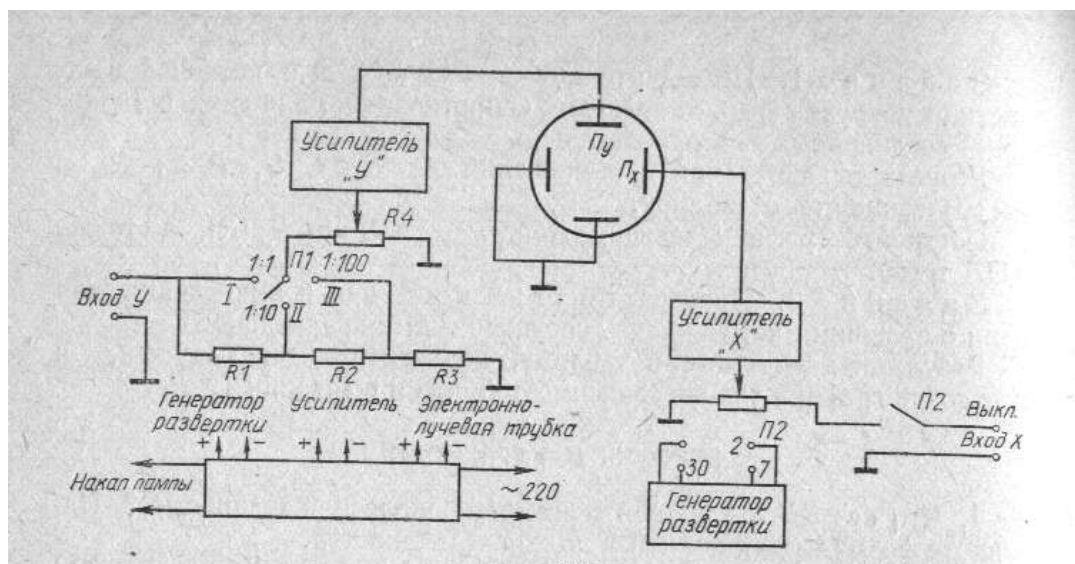 Усилитель
„У"
Пу
Пх
R4
1:1
П1
1:100
Вход У
I
1:10
II
III
R1
R2
R3
Усилитель
„X"
П2
Выкл.
Вход X
Генератор
развертки
Усилитель
Электронно-
лучевая трубка
+ -
+ -
+ -
Накал лампы
~220
2
П2
30
7
Генератор
развертки